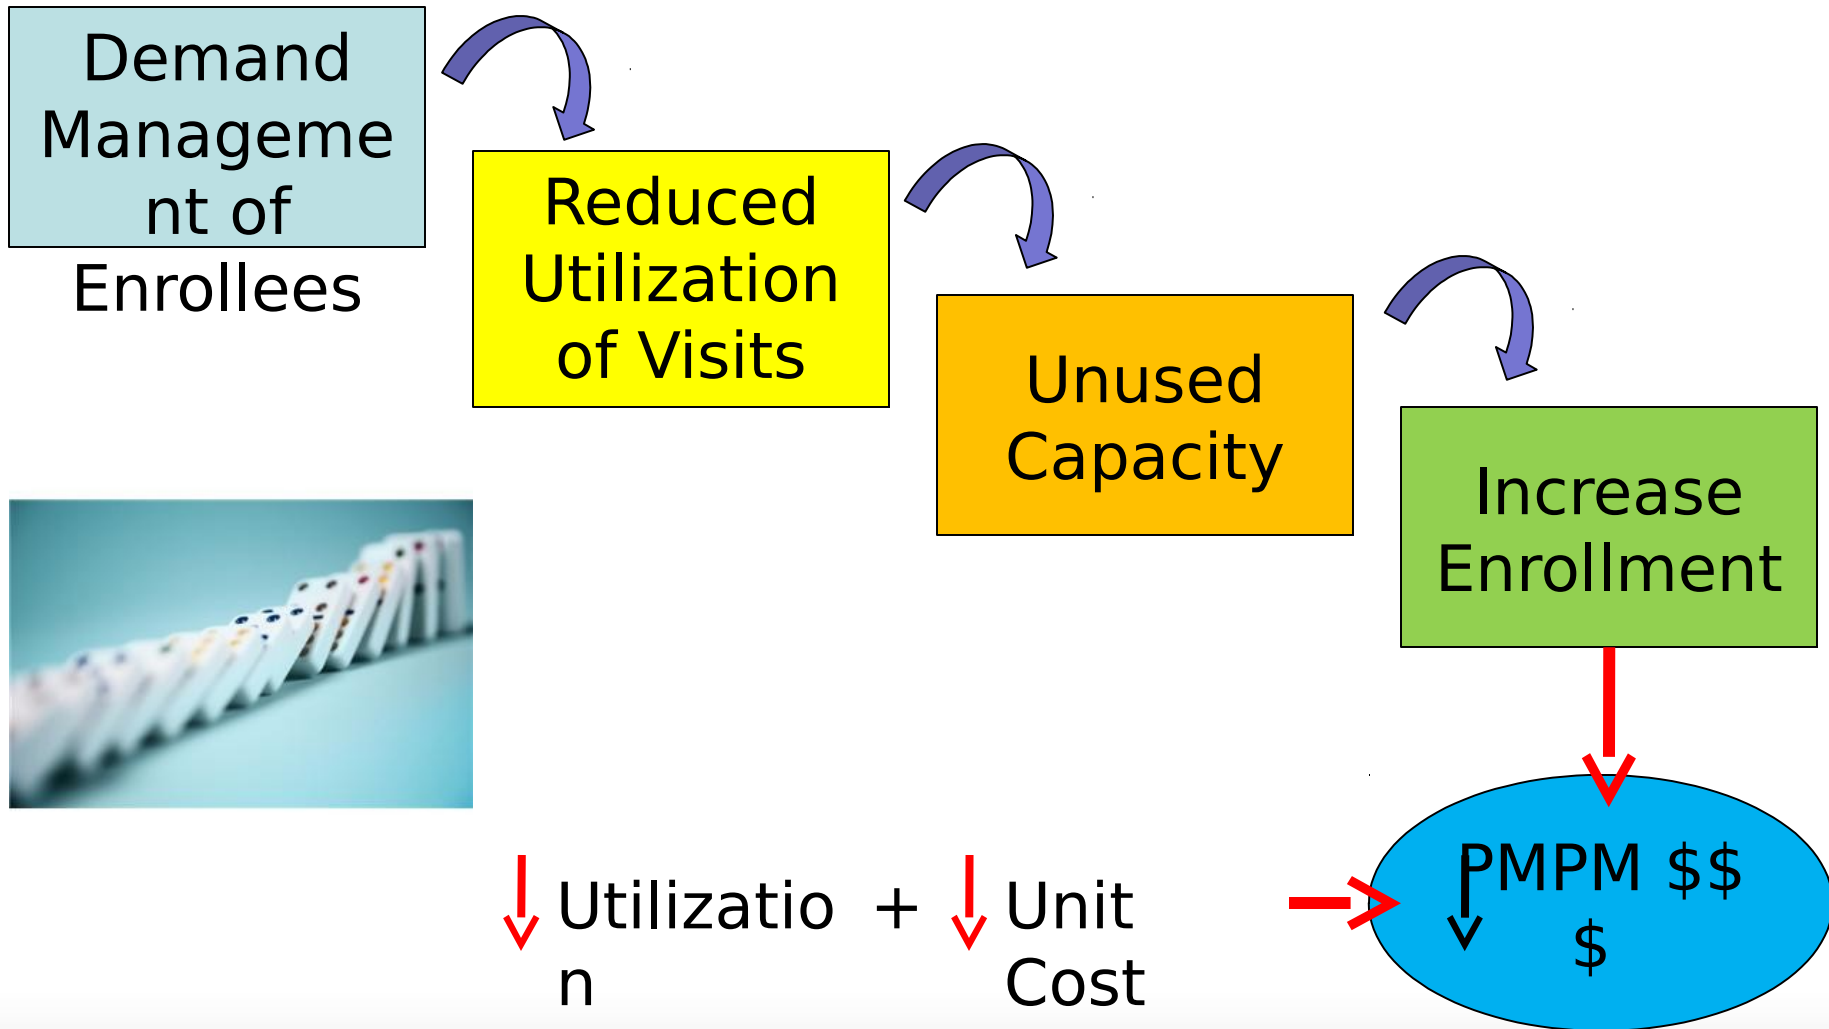 Demand
Manageme
nt of
Enrollees
Reduced
Utilization
of Visits
Unused
Capacity
Increase
Enrollment
Utilizatio
n
+
Unit
Cost
PMPM $$
$